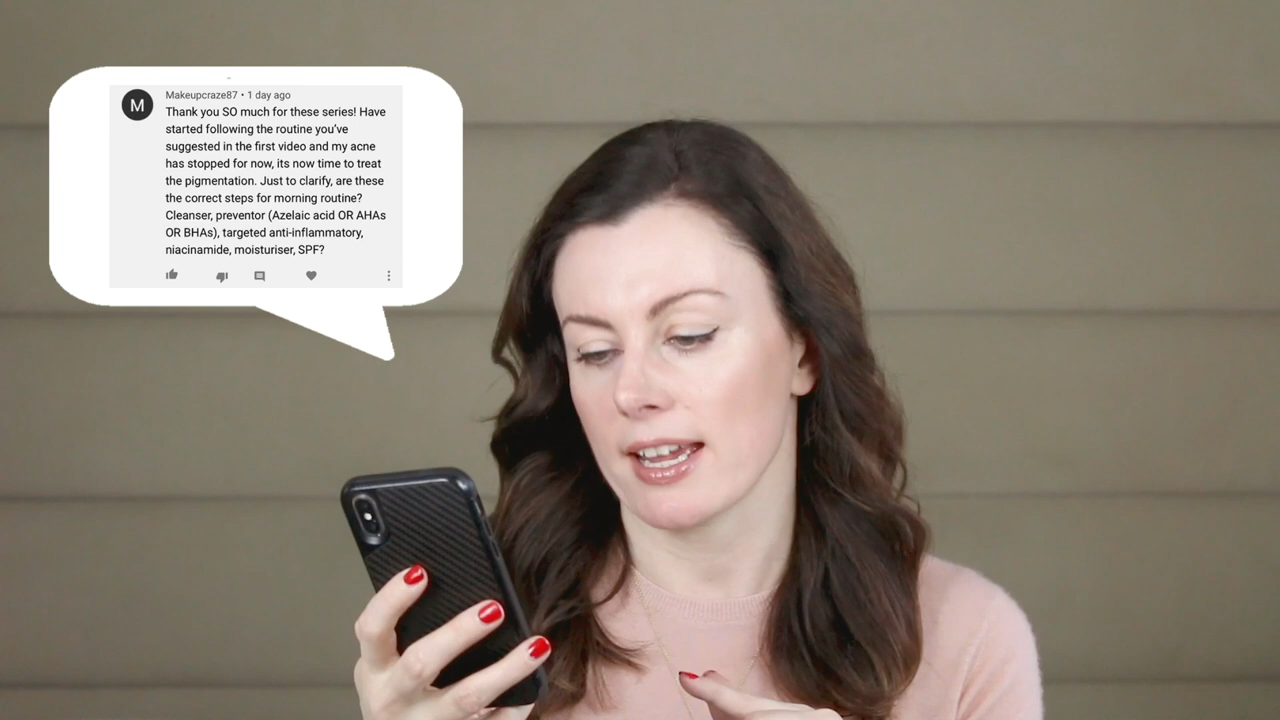 M
Makeupcraze87 • 1 day ago
Thank you SO much for these series! Have
started following the routine you've
suggested in the first video and my acne
has stopped for now, its now time to treat
the pigmentation. Just to clarify, are these
the correct steps for morning routine?
Cleanser, preventor (Azelaic acid OR AHAs
OR BHAs), targeted anti-inflammatory,
niacinamide, moisturiser, SPF?